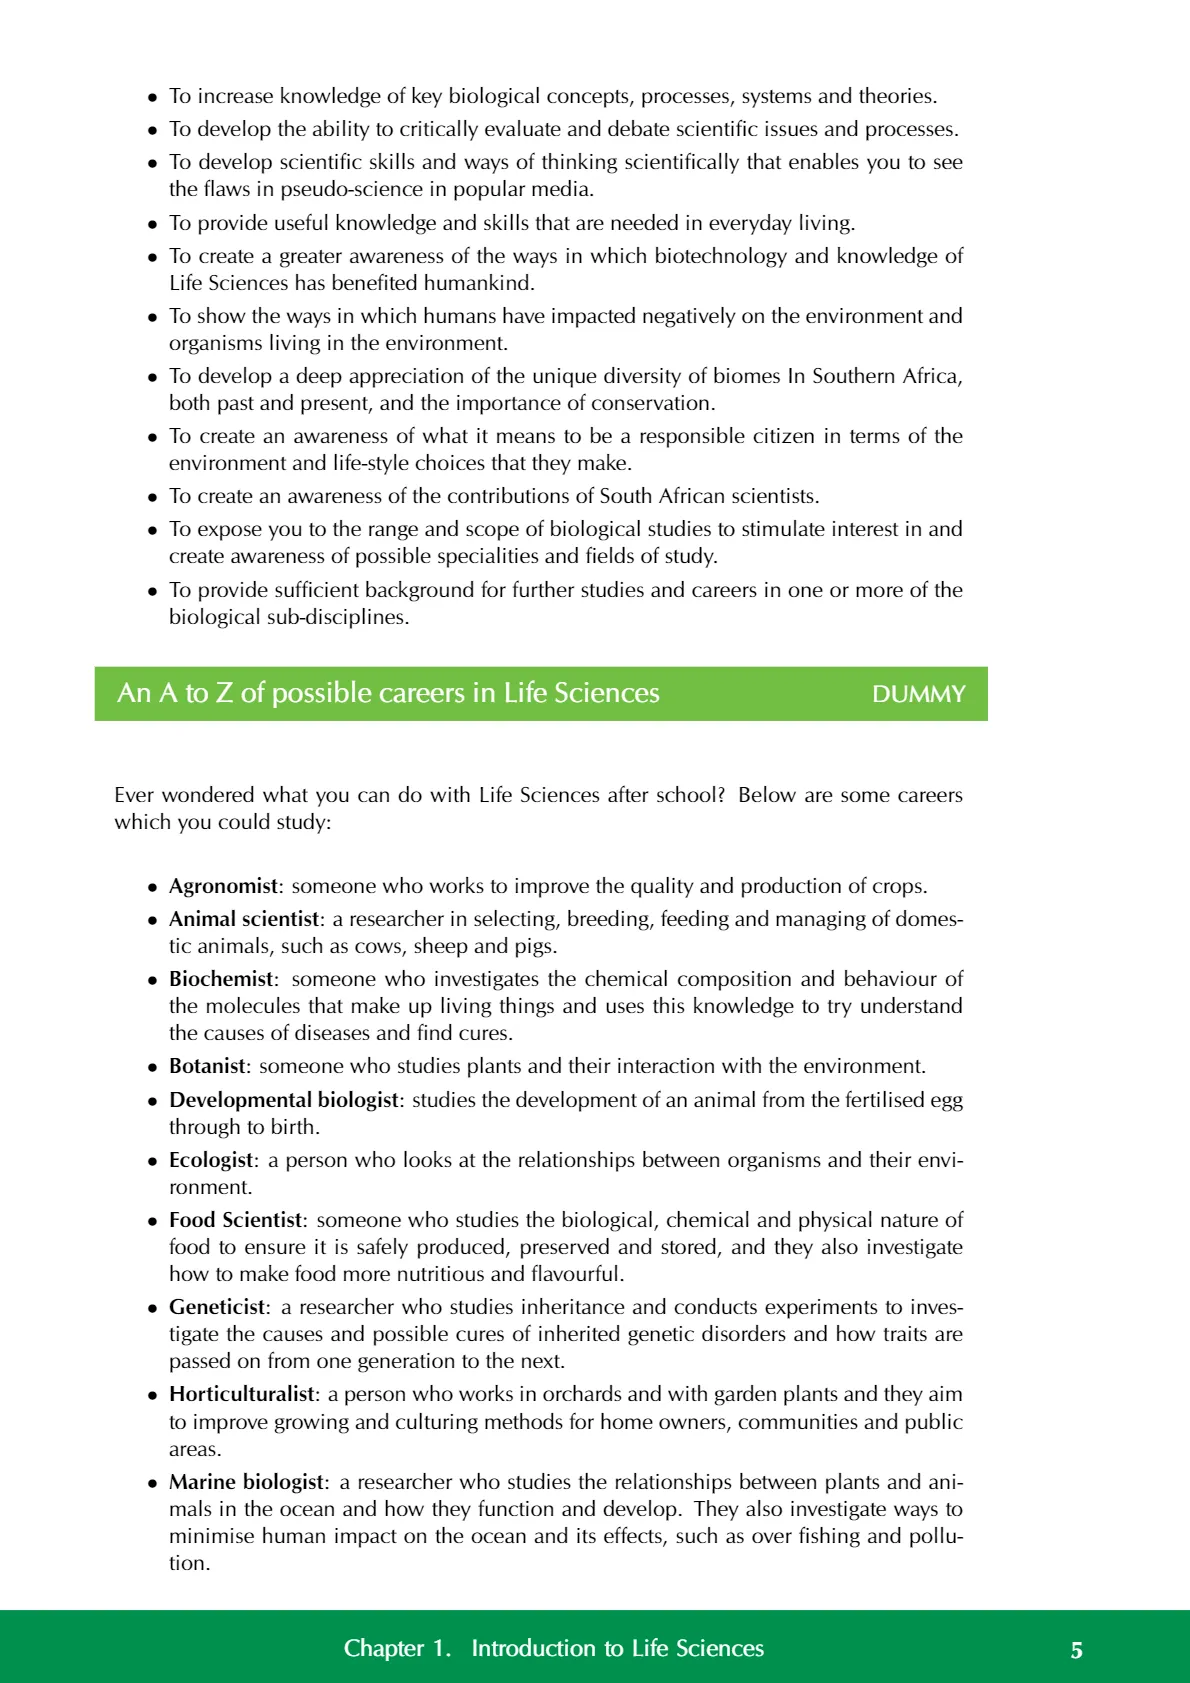 • To increase knowledge of key biological concepts, processes, systems and theories.
• To develop the ability to critically evaluate and debate scientific issues and processes.
• To develop scientific skills and ways of thinking scientifically that enables you to see
the flaws in pseudo-science in popular media.
• To provide useful knowledge and skills that are needed in everyday living.
• To create a greater awareness of the ways in which biotechnology and knowledge of
Life Sciences has benefited humankind.
• To show the ways in which humans have impacted negatively on the environment and
organisms living in the environment.
• To develop a deep appreciation of the unique diversity of biomes In Southern Africa,
both past and present, and the importance of conservation.
• To create an awareness of what it means to be a responsible citizen in terms of the
environment and life-style choices that they make.
• To create an awareness of the contributions of South African scientists.
• To expose you to the range and scope of biological studies to stimulate interest in and
create awareness of possible specialities and fields of study.
• To provide sufficient background for further studies and careers in one or more of the
biological sub-disciplines.
An A to Z of possible careers in Life Sciences DUMMY
Ever wondered what you can do with Life Sciences after school? Below are some careers
which you could study:
• Agronomist: someone who works to improve the quality and production of crops.
• Animal scientist: a researcher in selecting, breeding, feeding and managing of domes-
tic animals, such as cows, sheep and pigs.
• Biochemist: someone who investigates the chemical composition and behaviour of
the molecules that make up living things and uses this knowledge to try understand
the causes of diseases and find cures.
• Botanist: someone who studies plants and their interaction with the environment.
• Developmental biologist: studies the development of an animal from the fertilised egg
through to birth.
• Ecologist: a person who looks at the relationships between organisms and their envi-
ronment.
• Food Scientist: someone who studies the biological, chemical and physical nature of
food to ensure it is safely produced, preserved and stored, and they also investigate
how to make food more nutritious and flavourful.
• Geneticist: a researcher who studies inheritance and conducts experiments to inves-
tigate the causes and possible cures of inherited genetic disorders and how traits are
passed on from one generation to the next.
• Horticulturalist: a person who works in orchards and with garden plants and they aim
to improve growing and culturing methods for home owners, communities and public
areas.
• Marine biologist: a researcher who studies the relationships between plants and ani-
mals in the ocean and how they function and develop. They also investigate ways to
minimise human impact on the ocean and its effects, such as over fishing and pollu-
tion.
Chapter 1. Introduction to Life Sciences 5